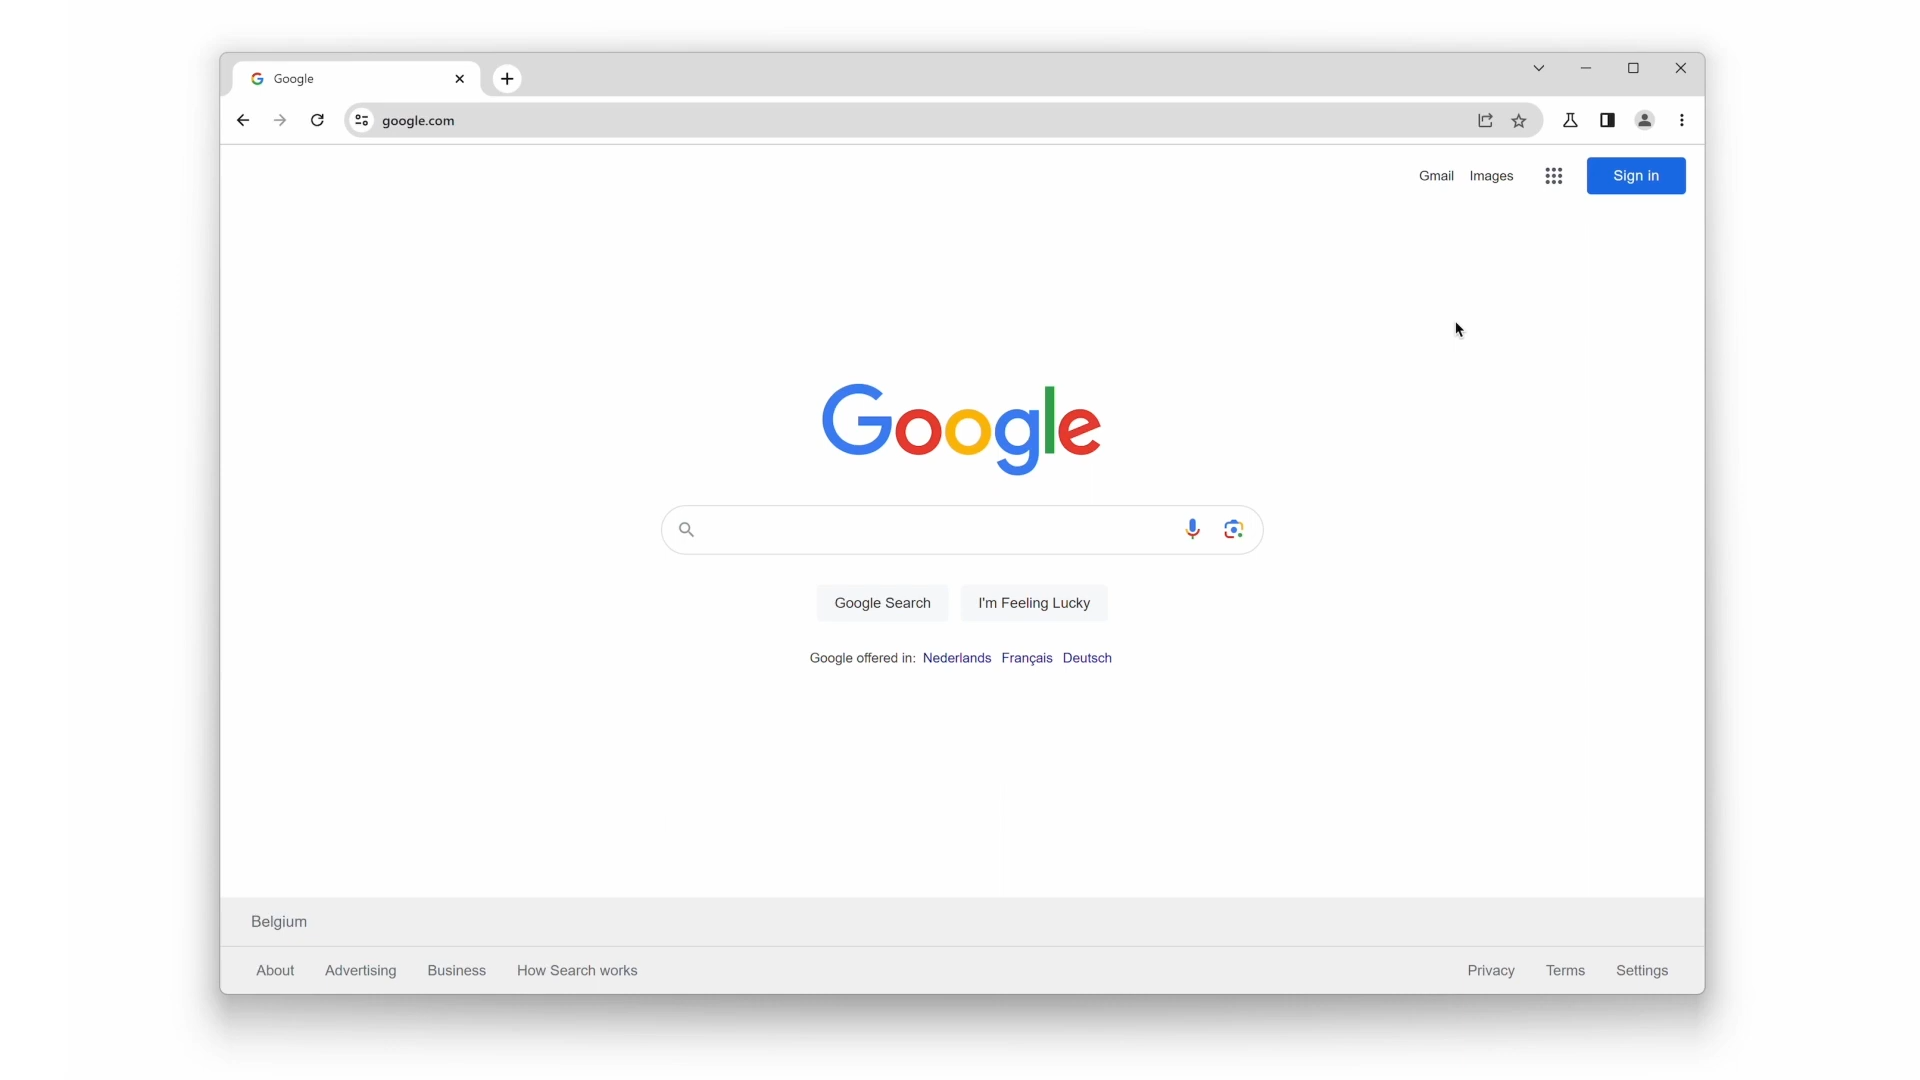 Google
google.com
Gmail Images Sign in
Google
Google Search I'm Feeling Lucky
Google offered in: Nederlands Français Deutsch
Belgium
About Advertising Business How Search works Privacy Terms Settings